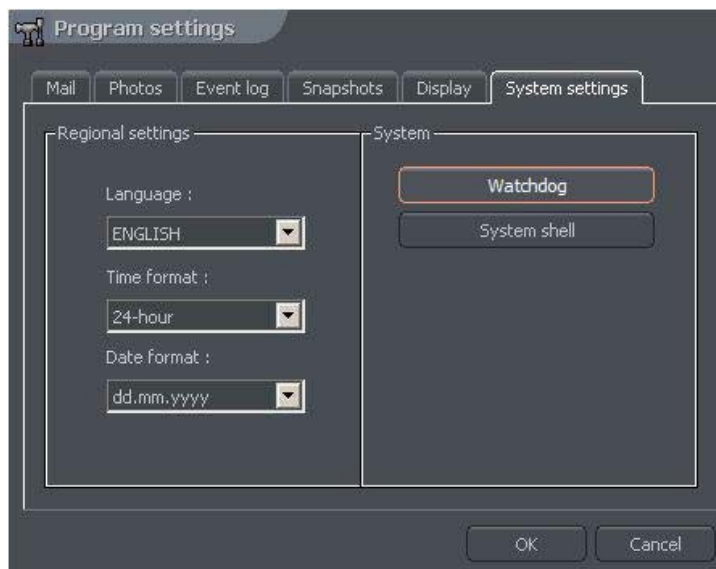 Program settings
Mail Photos Event log Snapshots Display System settings
Regional settings
Language :
ENGLISH
Time format :
24-hour
Date format :
dd.mm.yyyy
System
Watchdog
System shell
OK Cancel